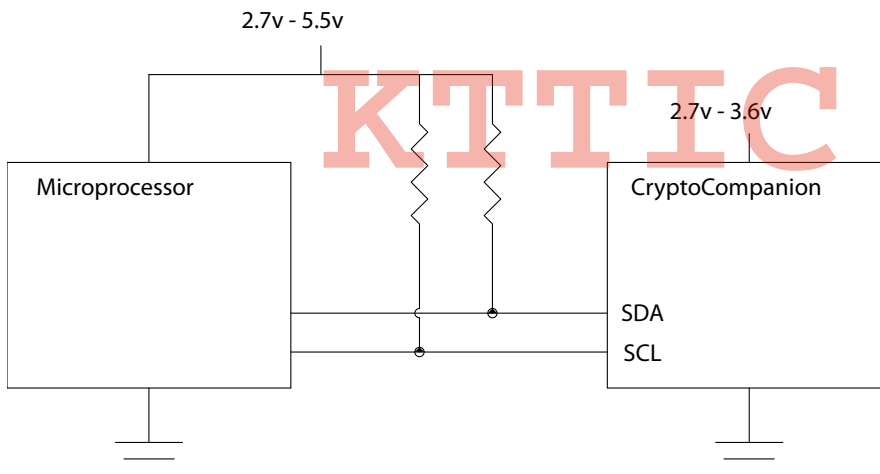 2.7v - 5.5v
KTTIC
2.7v - 3.6v
Microprocessor
CryptoCompanion
SDA
SCL